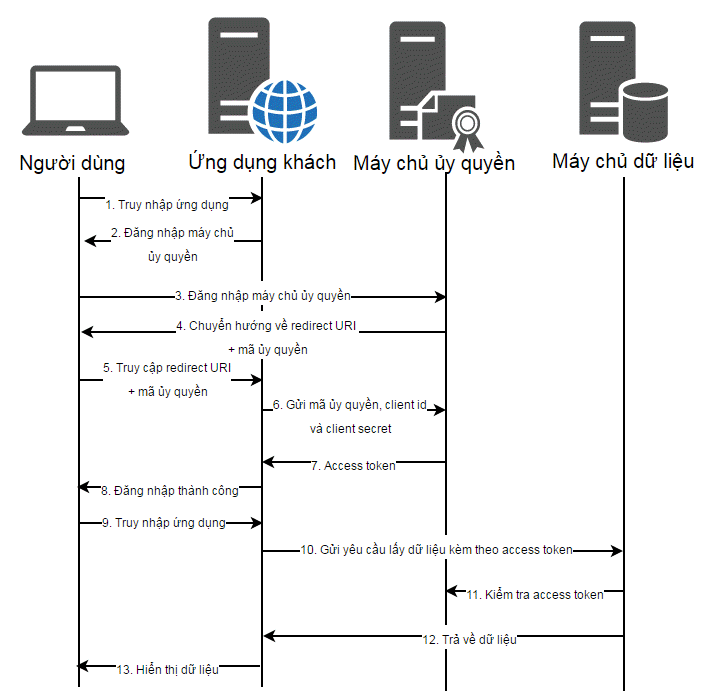 Người dùng
Ứng dụng khách
Máy chủ ủy quyền
Máy chủ dữ liệu
1. Truy nhập ứng dụng
2. Đăng nhập máy chủ
ủy quyền
3. Đăng nhập máy chủ ủy quyền
4. Chuyển hướng về redirect URI
+ mã ủy quyền
5. Truy cập redirect URI
+ mã ủy quyền
6. Gửi mã ủy quyền, client id
và client secret
7. Access token
8. Đăng nhập thành công
9. Truy nhập ứng dụng
10. Gửi yêu cầu lấy dữ liệu kèm theo access token
11. Kiểm tra access token
12. Trả về dữ liệu
13. Hiển thị dữ liệu